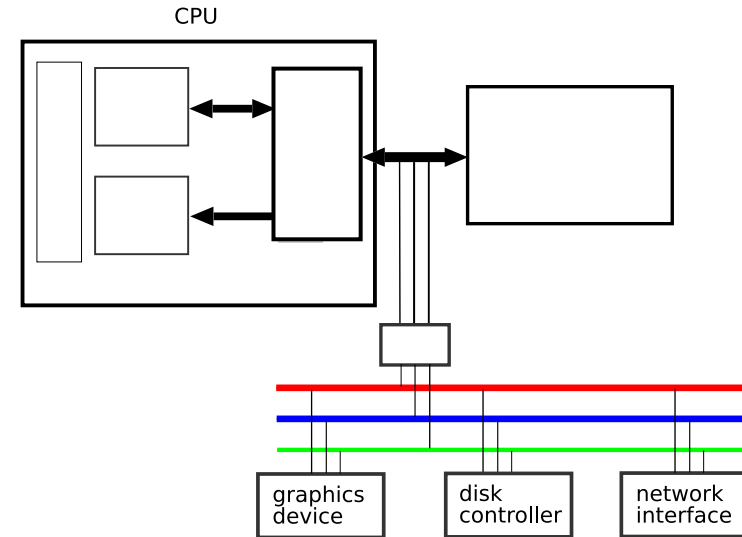 CPU
graphics
device
disk
controller
network
interface